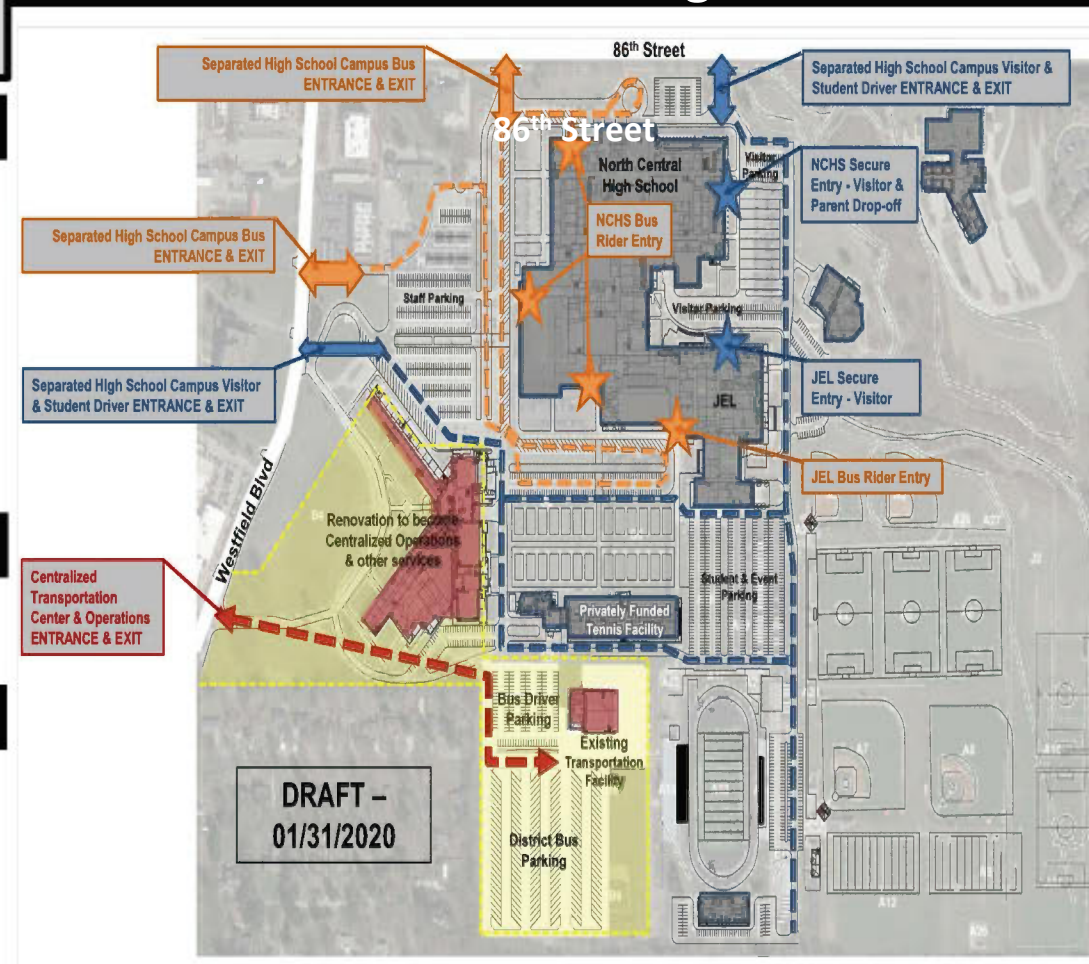 86th Street
Separated High School Campus Bus
ENTRANCE & EXIT
Separated High School Campus Visitor &
Student Driver ENTRANCE & EXIT
86th Street
North Central
High School
Visitor
Parking
NCHS Secure
Entry - Visitor &
Parent Drop-off
NCHS Bus
Rider Entry
Separated High School Campus Bus
ENTRANCE & EXIT
Staff Parking
Visitor Parking
Separated High School Campus Visitor
& Student Driver ENTRANCE & EXIT
JEL Secure
Entry - Visitor
JEL
JEL Bus Rider Entry
Westfield Blvd
Renovation to become
Centralized Operations
& other services
Centralized
Transportation
Center & Operations
ENTRANCE & EXIT
Student & Event
Parking
Privately Funded
Tennis Facility
Bus Driver
Parking
Existing
Transportation
Facility
DRAFT –
01/31/2020
District Bus
Parking
A7
A8
A12